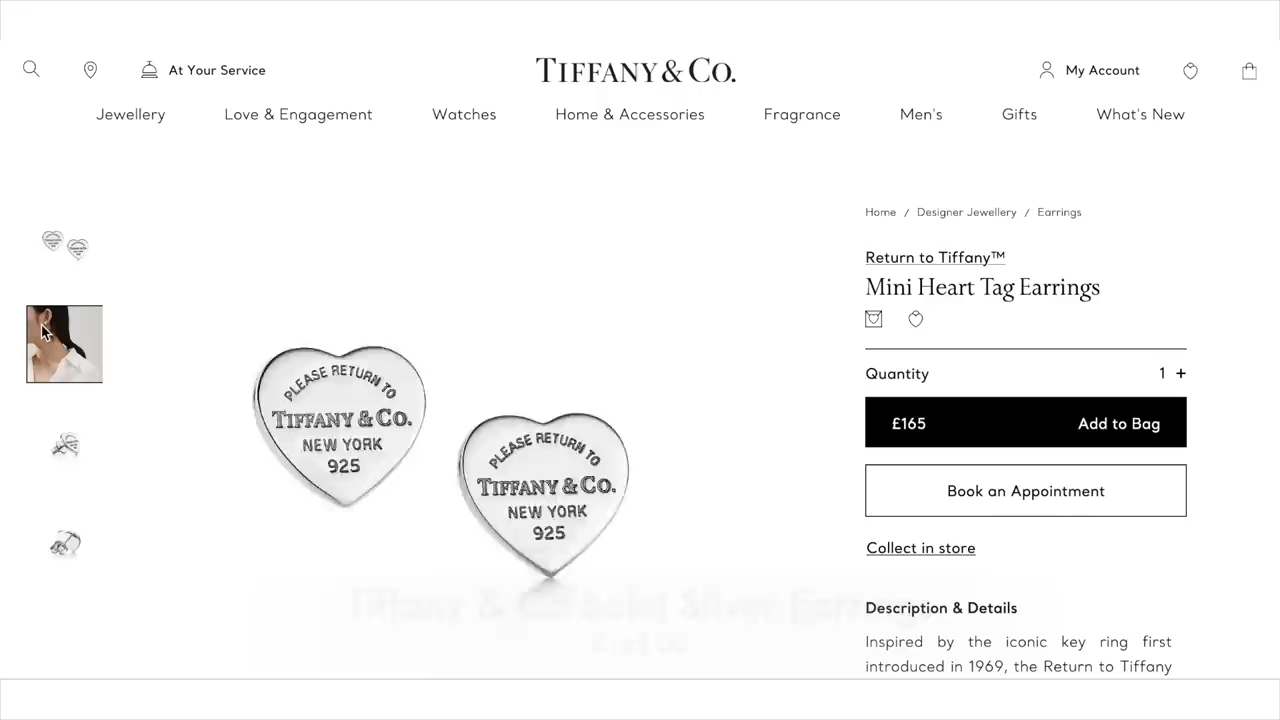 At Your Service
TIFFANY & CO.
My Account
Jewellery
Love & Engagement
Watches
Home & Accessories
Fragrance
Men's
Gifts
What's New
Home / Designer Jewellery / Earrings
Return to Tiffany™
Mini Heart Tag Earrings
Quantity
1 +
£165
Add to Bag
Book an Appointment
Collect in store
Description & Details
Inspired by the iconic key ring first
introduced in 1969, the Return to Tiffany
PLEASE RETURN TO
TIFFANY & CO.
NEW YORK
925
PLEASE RETURN TO
TIFFANY & CO.
NEW YORK
925